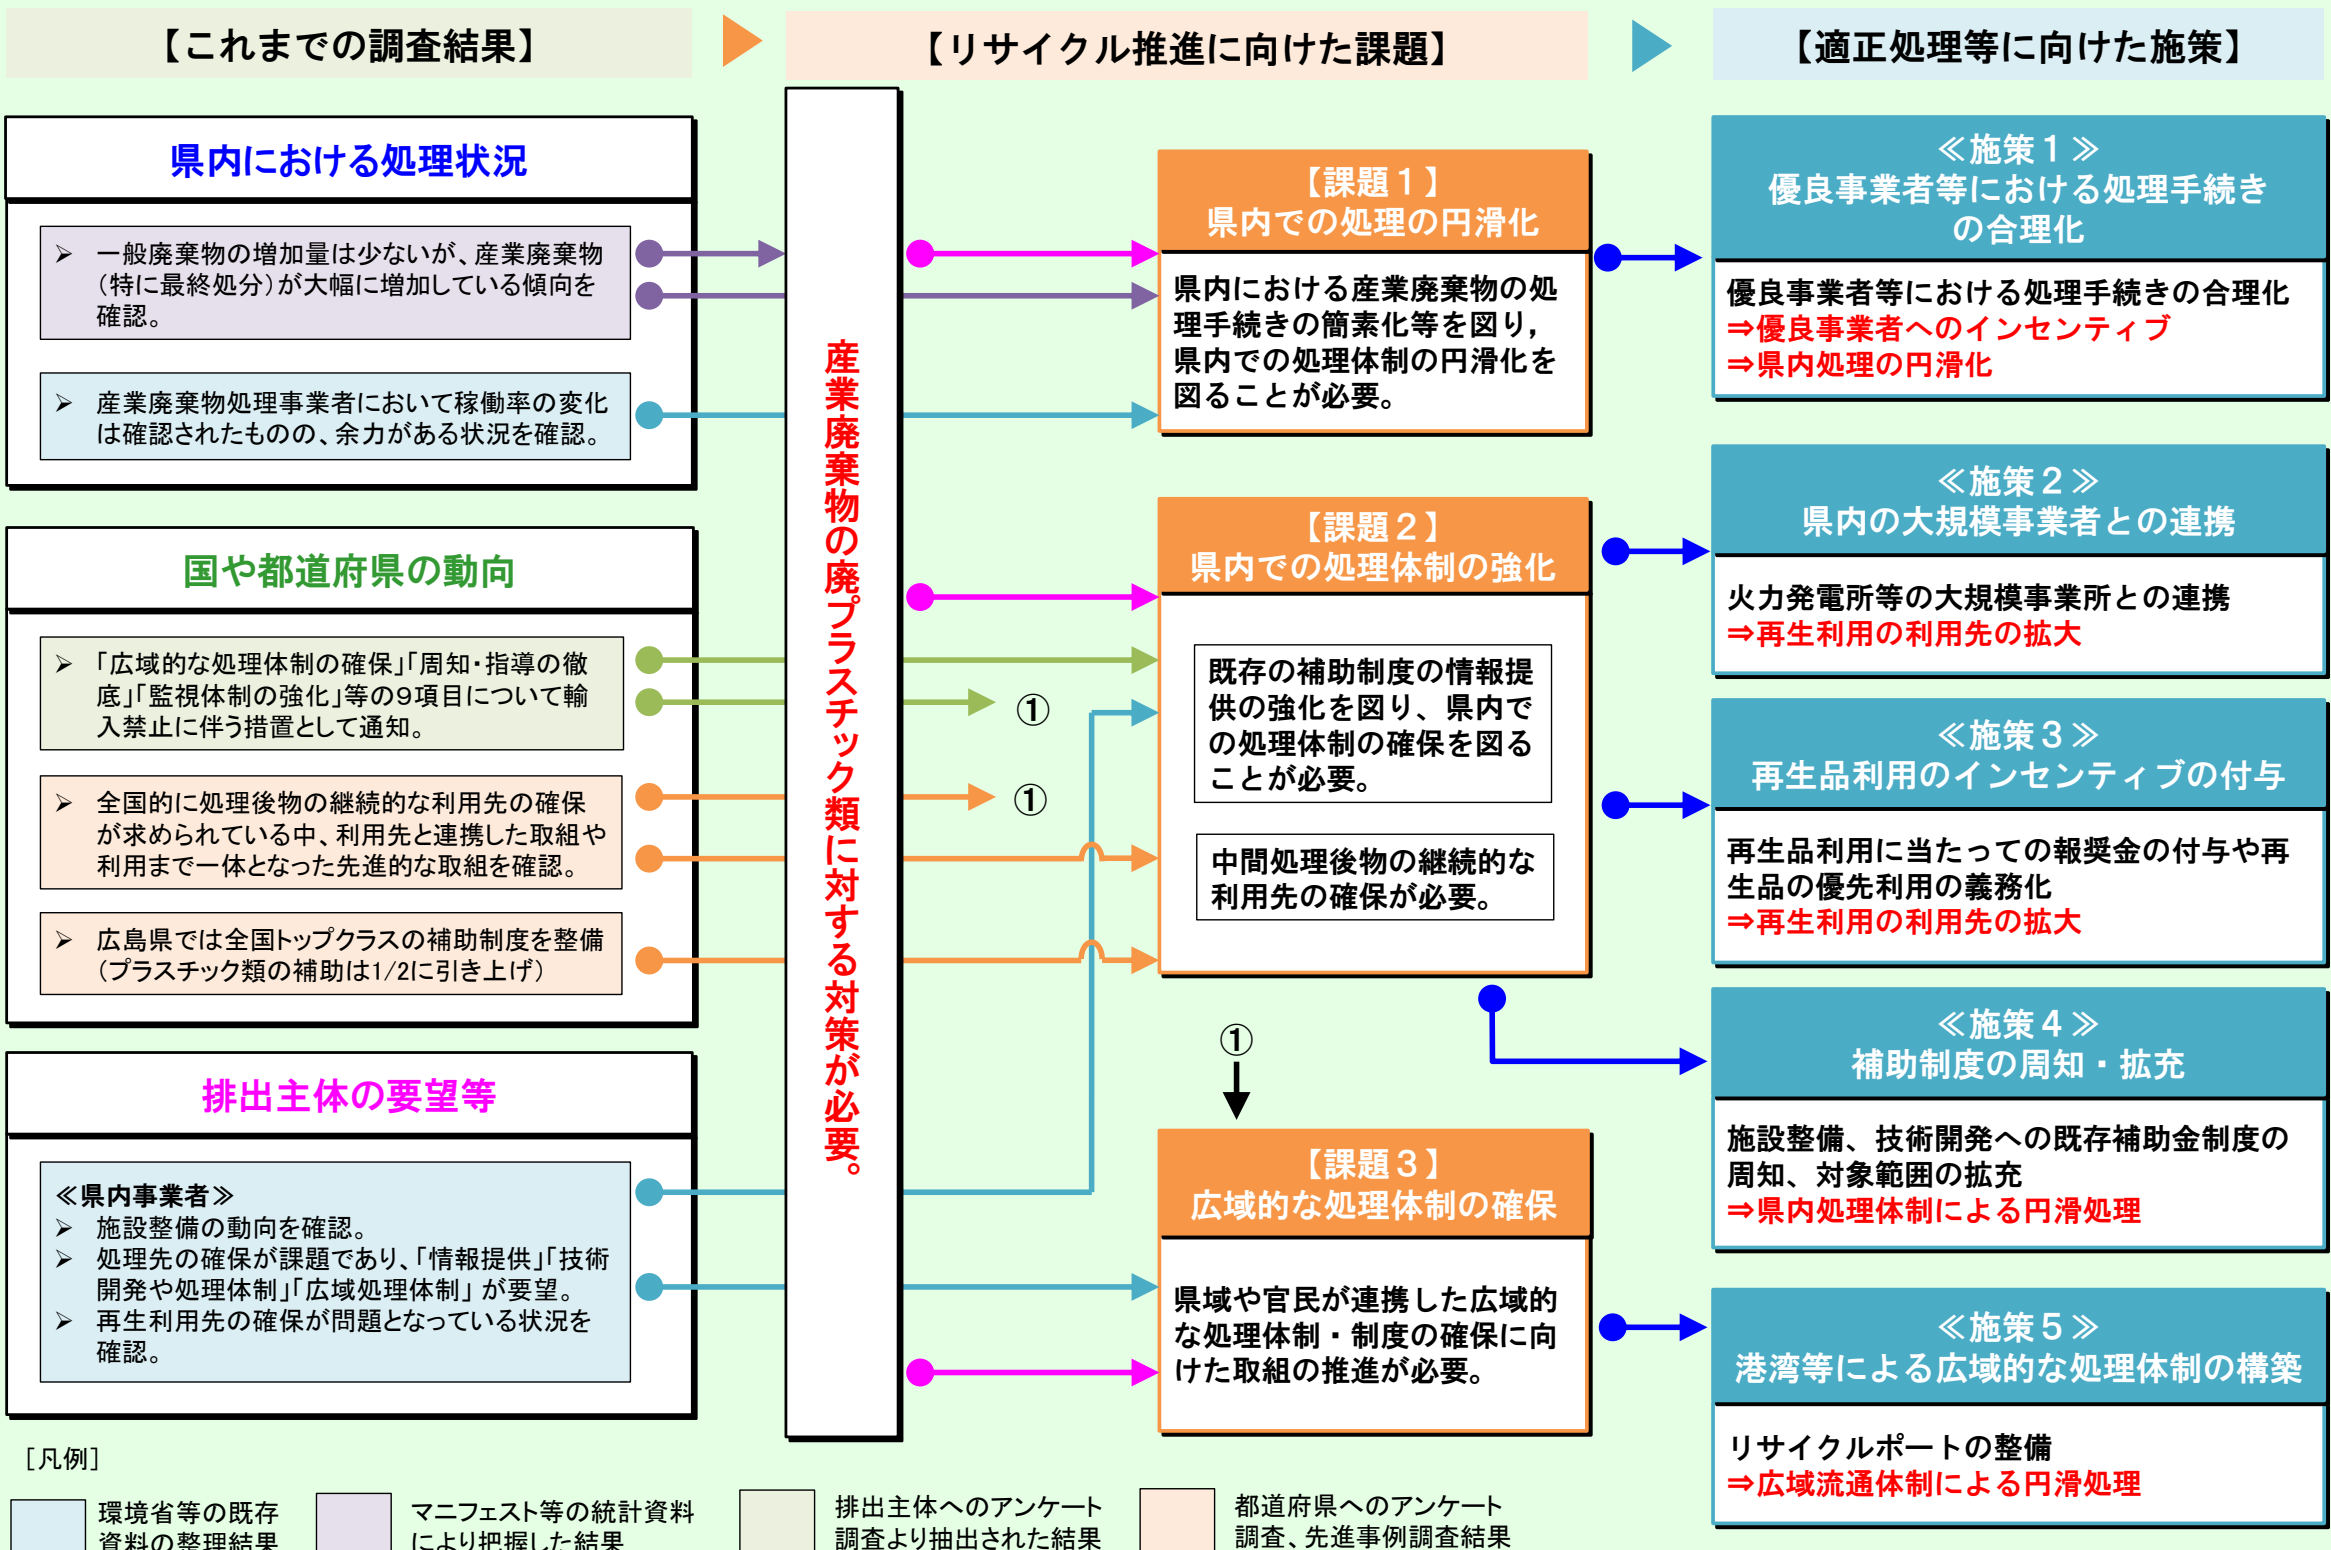 【これまでの調査結果】
【リサイクル推進に向けた課題】
【適正処理等に向けた施策】
県内における処理状況
➢ 一般廃棄物の増加量は少ないが、産業廃棄物
（特に最終処分）が大幅に増加している傾向を
確認。
➢ 産業廃棄物処理事業者において稼働率の変化
は確認されたものの、余力がある状況を確認。
国や都道府県の動向
➢ 「広域的な処理体制の確保」「周知・指導の徹
底」「監視体制の強化」等の９項目について輸
入禁止に伴う措置として通知。
➢ 全国的に処理後物の継続的な利用先の確保
が求められている中、利用先と連携した取組や
利用まで一体となった先進的な取組を確認。
➢ 広島県では全国トップクラスの補助制度を整備
（プラスチック類の補助は1/2に引き上げ）
排出主体の要望等
≪県内事業者≫
➢ 施設整備の動向を確認。
➢ 処理先の確保が課題であり、「情報提供」「技術
開発や処理体制」「広域処理体制」が要望。
➢ 再生利用先の確保が問題となっている状況を
確認。
産業廃棄物の廃プラスチック類に対する対策が必要。
①
①
【課題１】
県内での処理の円滑化
県内における産業廃棄物の処
理手続きの簡素化等を図り，
県内での処理体制の円滑化を
図ることが必要。
【課題２】
県内での処理体制の強化
既存の補助制度の情報提
供の強化を図り、県内で
の処理体制の確保を図る
ことが必要。
中間処理後物の継続的な
利用先の確保が必要。
①
【課題３】
広域的な処理体制の確保
県域や官民が連携した広域的
な処理体制・制度の確保に向
けた取組の推進が必要。
≪施策１≫
優良事業者等における処理手続き
の合理化
優良事業者等における処理手続きの合理化
⇒優良事業者へのインセンティブ
⇒県内処理の円滑化
≪施策２≫
県内の大規模事業者との連携
火力発電所等の大規模事業所との連携
⇒再生利用の利用先の拡大
≪施策３≫
再生品利用のインセンティブの付与
再生品利用に当たっての報奨金の付与や再
生品の優先利用の義務化
⇒再生利用の利用先の拡大
≪施策４≫
補助制度の周知・拡充
施設整備、技術開発への既存補助金制度の
周知、対象範囲の拡充
⇒県内処理体制による円滑処理
≪施策５≫
港湾等による広域的な処理体制の構築
リサイクルポートの整備
⇒広域流通体制による円滑処理
［凡例］
環境省等の既存
資料の整理結果
マニフェスト等の統計資料
により把握した結果
排出主体へのアンケート
調査より抽出された結果
都道府県へのアンケート
調査、先進事例調査結果